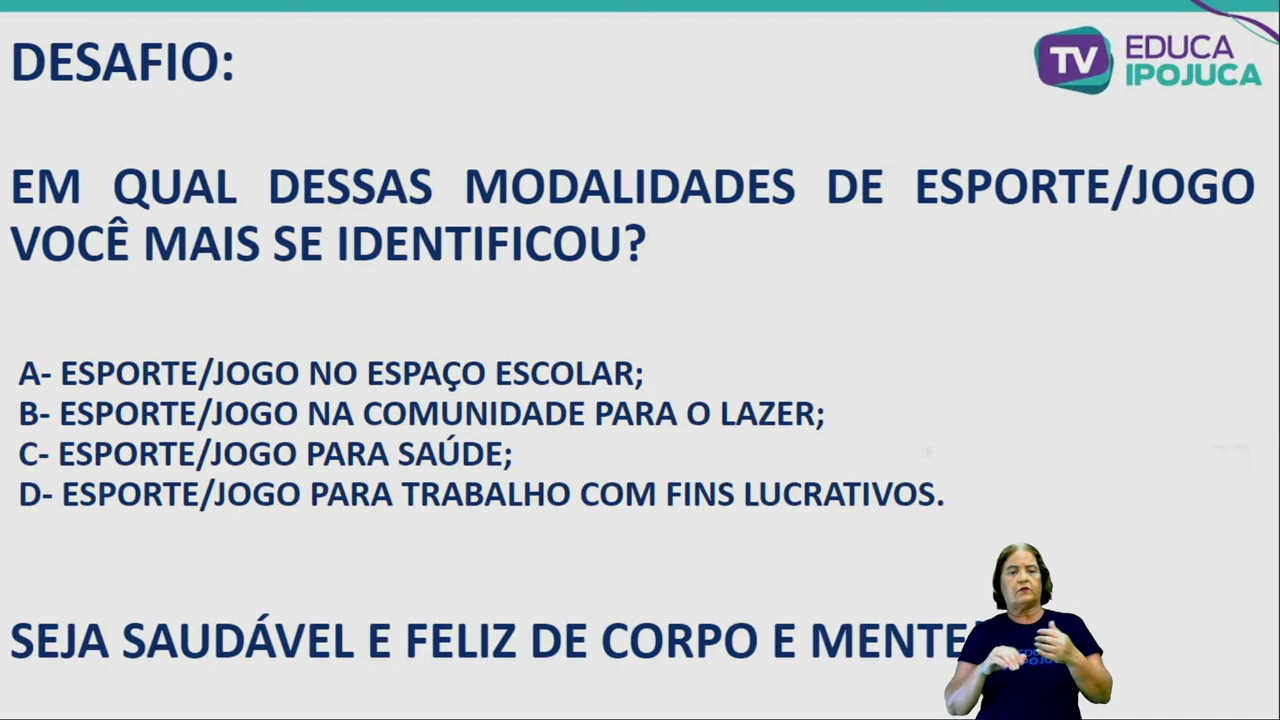 DESAFIO:
TV EDUCA
IPOJUCA
EM QUAL DESSAS MODALIDADES DE ESPORTE/JOGO
VOCÊ MAIS SE IDENTIFICOU?
A- ESPORTE/JOGO NO ESPAÇO ESCOLAR;
B- ESPORTE/JOGO NA COMUNIDADE PARA O LAZER;
C- ESPORTE/JOGO PARA SAÚDE;
D- ESPORTE/JOGO PARA TRABALHO COM FINS LUCRATIVOS.
SEJA SAUDÁVEL E FELIZ DE CORPO E MENTE